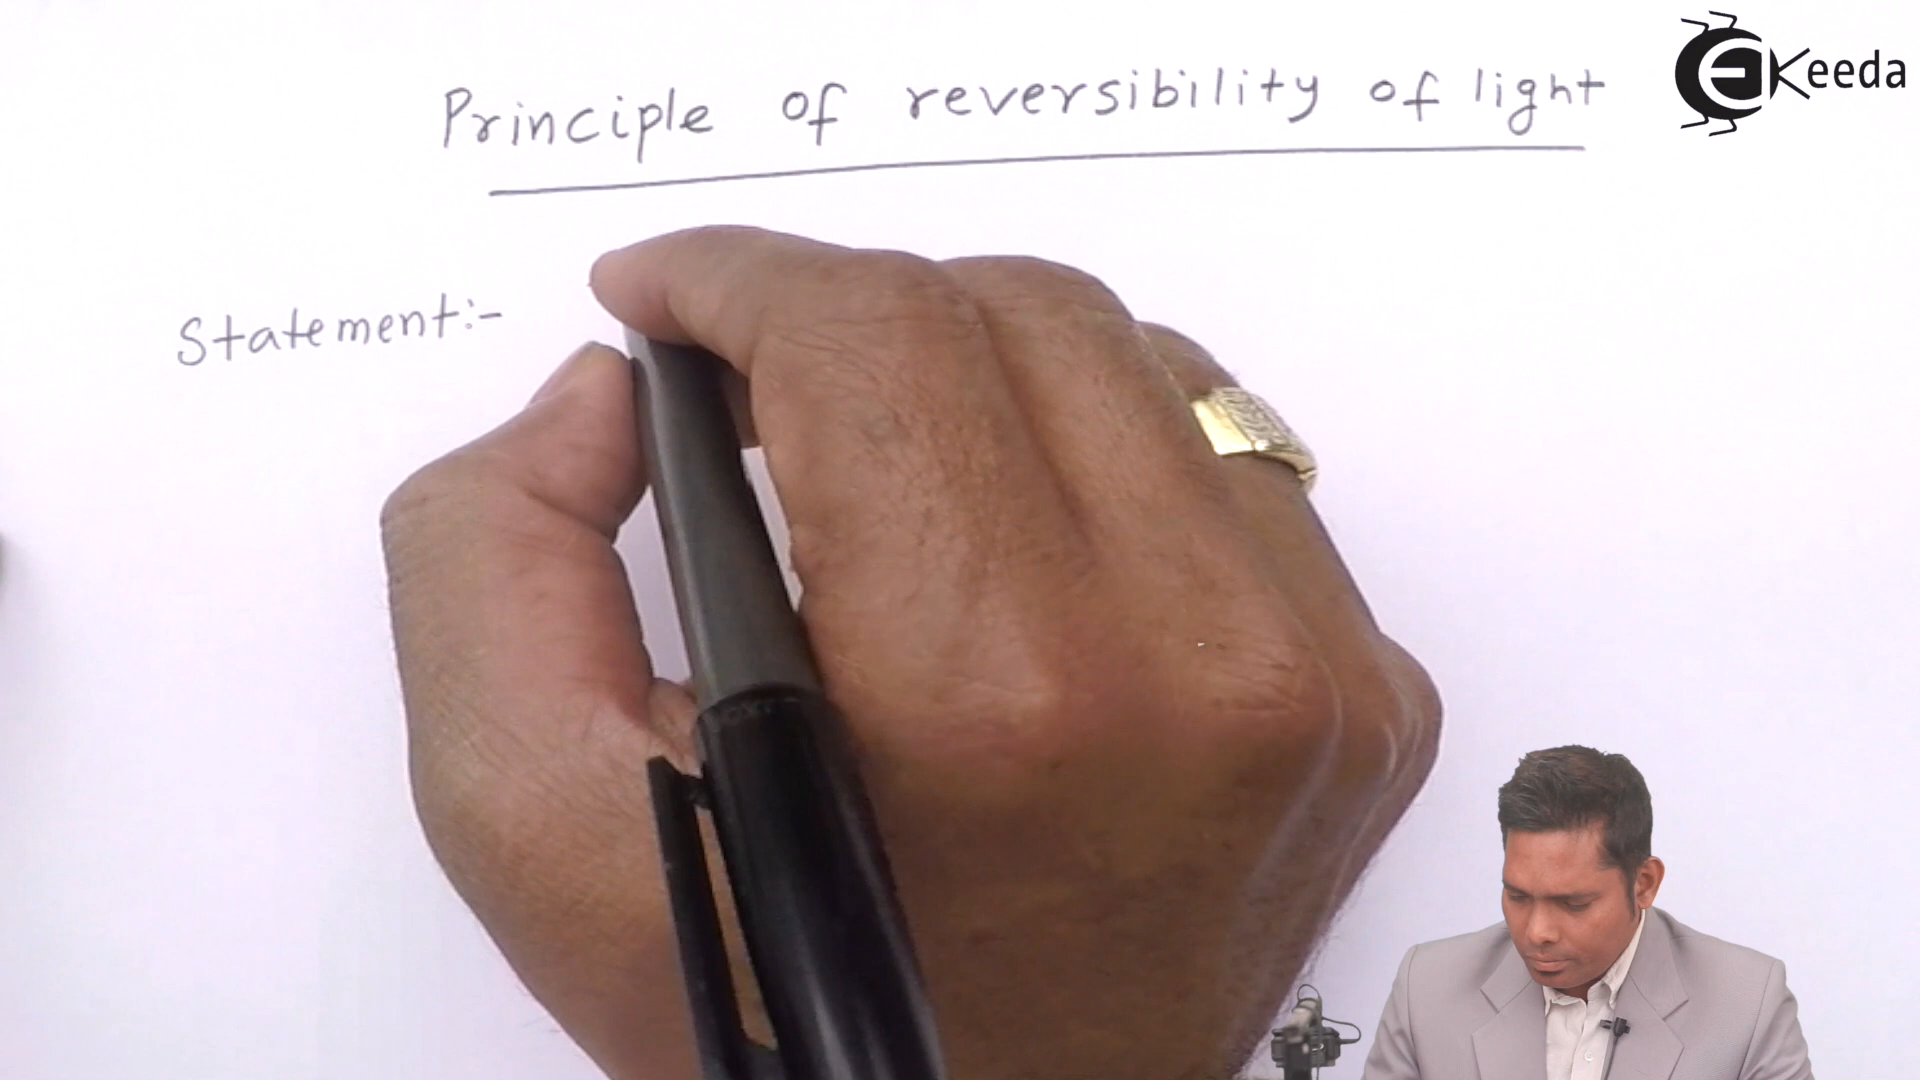 Principle of reversibility of light
Keeda
Statement:-